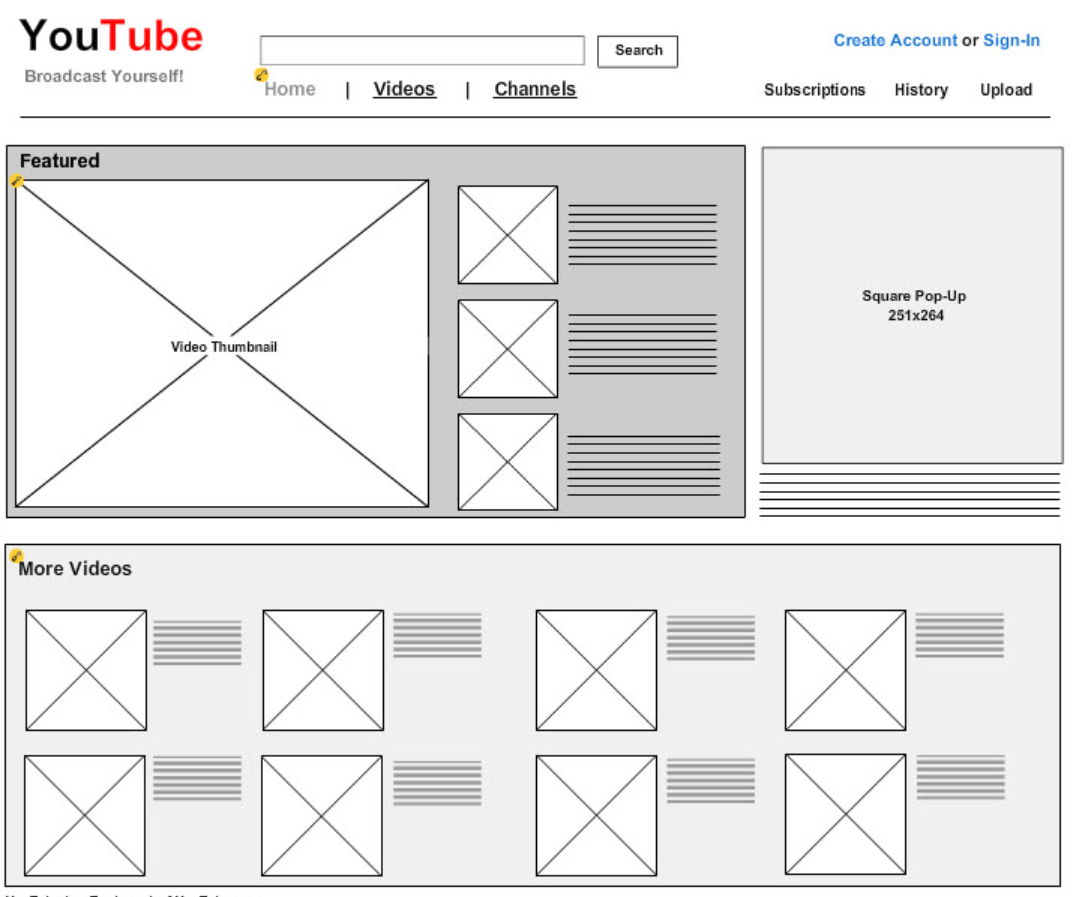 YouTube
Broadcast Yourself!
Search
Create Account or Sign-In
Home | Videos | Channels
Subscriptions History Upload
Featured
Video Thumbnail
Square Pop-Up
251x264
More Videos